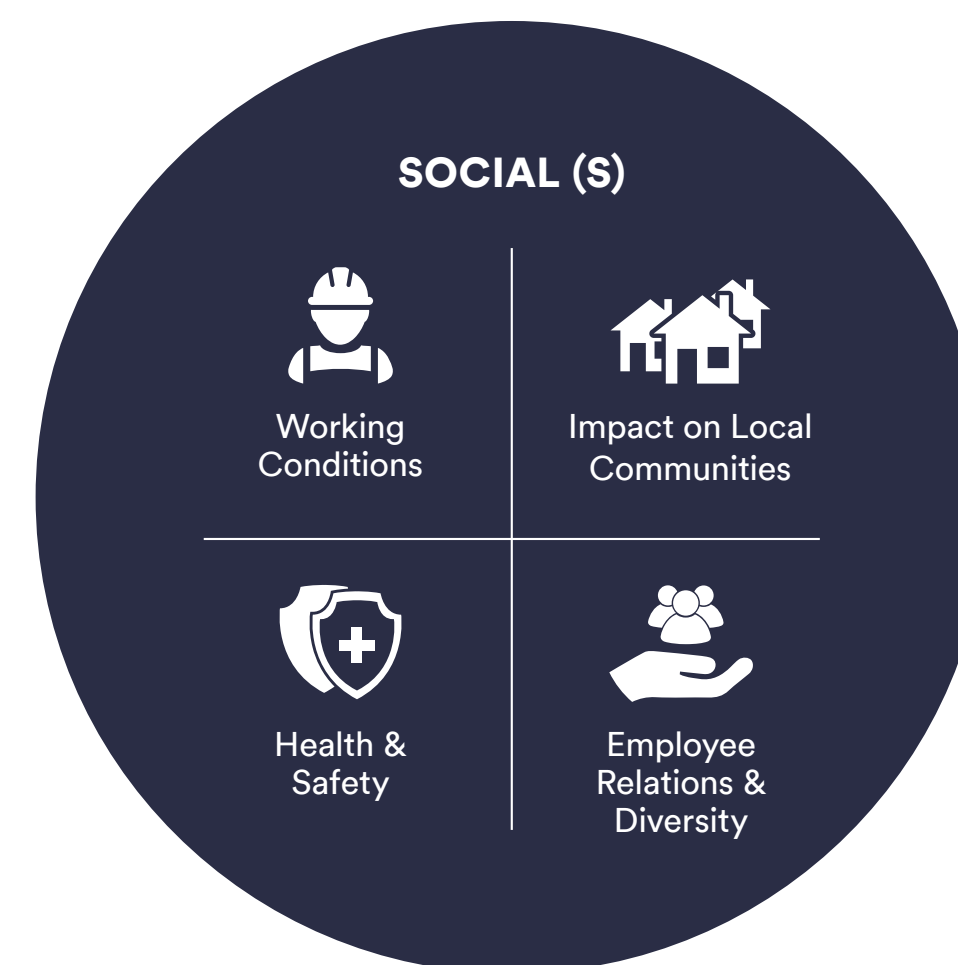 SOCIAL (S)
Working
Conditions
Impact on Local
Communities
Health &
Safety
Employee
Relations &
Diversity